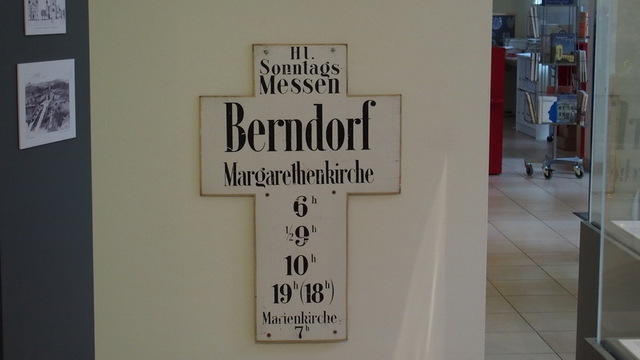 Hl.
Sonntags
Messen
Berndorf
Margarethenkirche
6h
½9h
10h
19h(18h)
Marienkirche:
7h